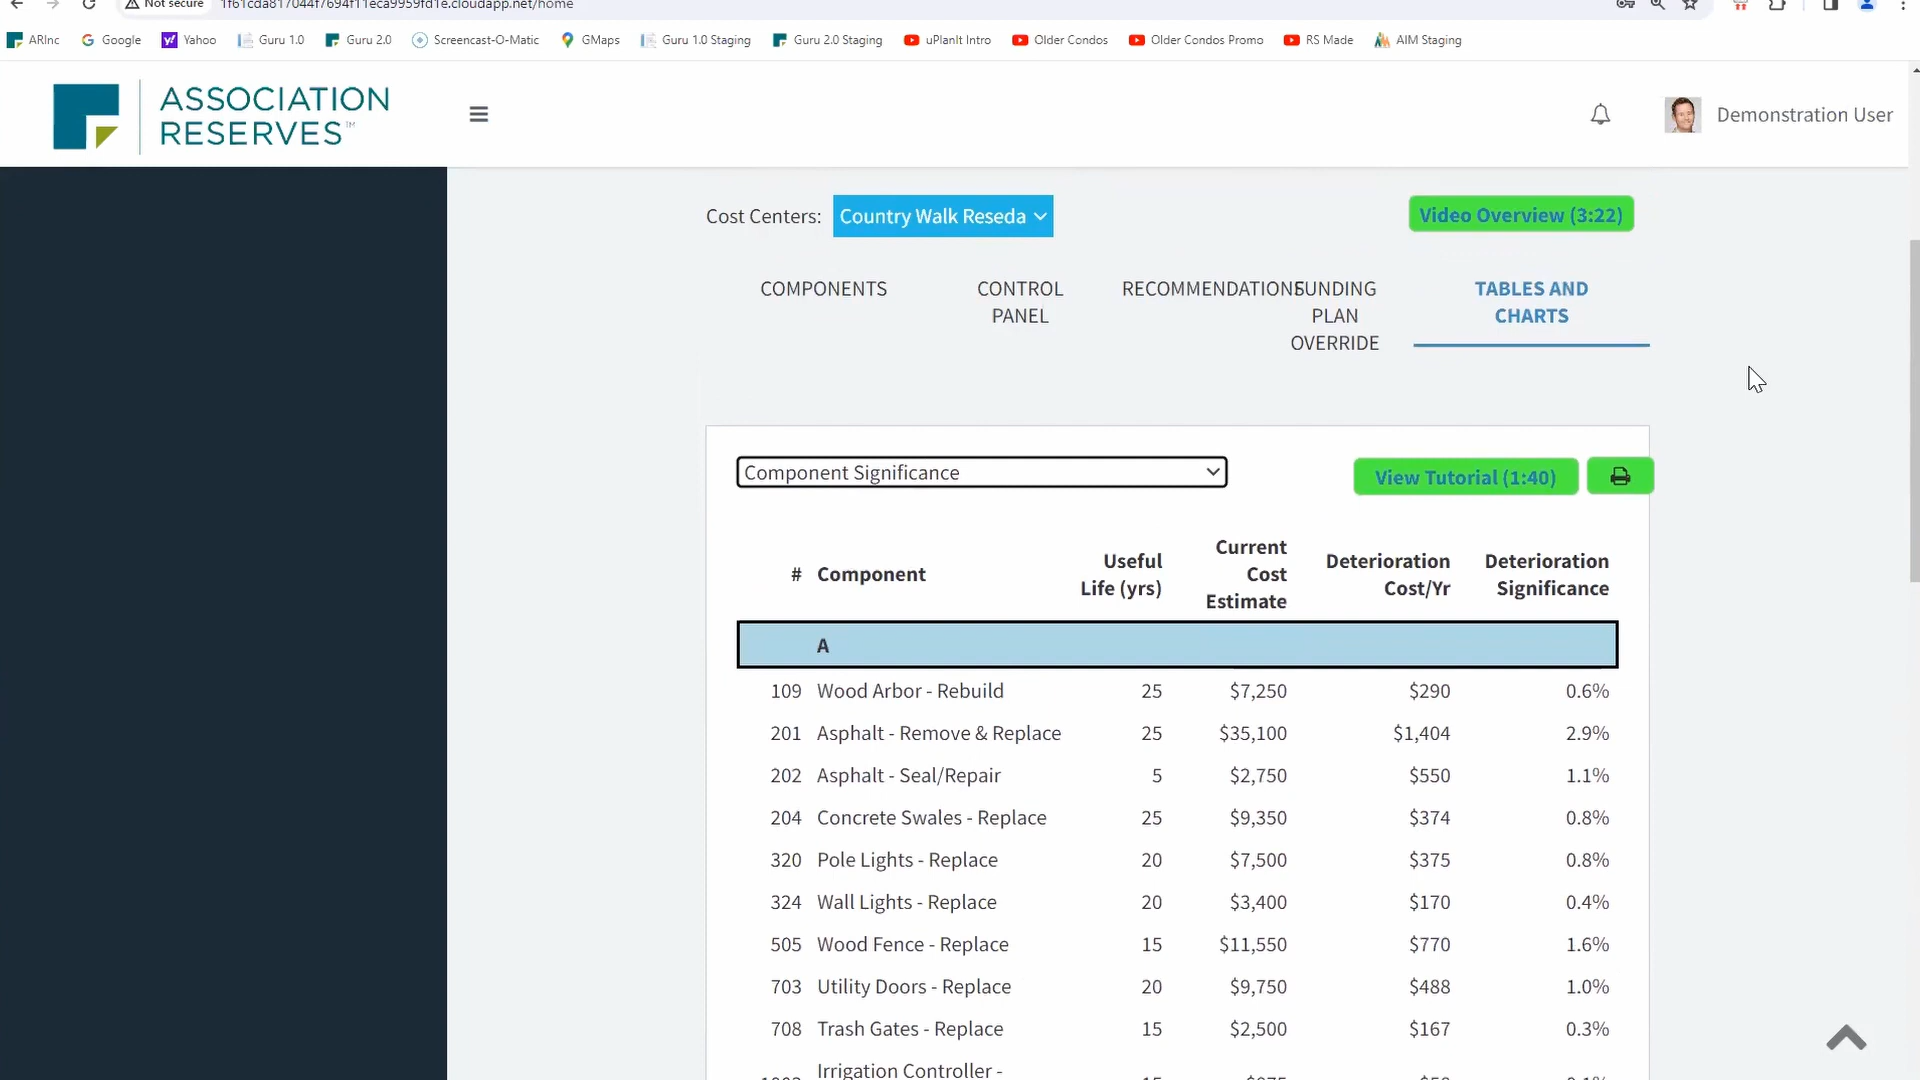 Not secure 1f61cda817044f7694f11eca9959fd1e.cloudapp.net/home
ARInc Google Yahoo Guru 1.0 Guru 2.0 Screencast-O-Matic GMaps Guru 1.0 Staging Guru 2.0 Staging uPlanIt Intro Older Condos Older Condos Promo RS Made AIM Staging
ASSOCIATION
RESERVES™
Demonstration User
Cost Centers: Country Walk Reseda Video Overview (3:22)
COMPONENTS CONTROL RECOMMENDATIONS FUNDING TABLES AND
PANEL PLAN CHARTS
OVERRIDE
Component Significance View Tutorial (1:40)
# Component Useful Life (yrs) Current Cost Estimate Deterioration Cost/Yr Deterioration Significance
A
109 Wood Arbor - Rebuild 25 $7,250 $290 0.6%
201 Asphalt - Remove & Replace 25 $35,100 $1,404 2.9%
202 Asphalt - Seal/Repair 5 $2,750 $550 1.1%
204 Concrete Swales - Replace 25 $9,350 $374 0.8%
320 Pole Lights - Replace 20 $7,500 $375 0.8%
324 Wall Lights - Replace 20 $3,400 $170 0.4%
505 Wood Fence - Replace 15 $11,550 $770 1.6%
703 Utility Doors - Replace 20 $9,750 $488 1.0%
708 Trash Gates - Replace 15 $2,500 $167 0.3%
Irrigation Controller -